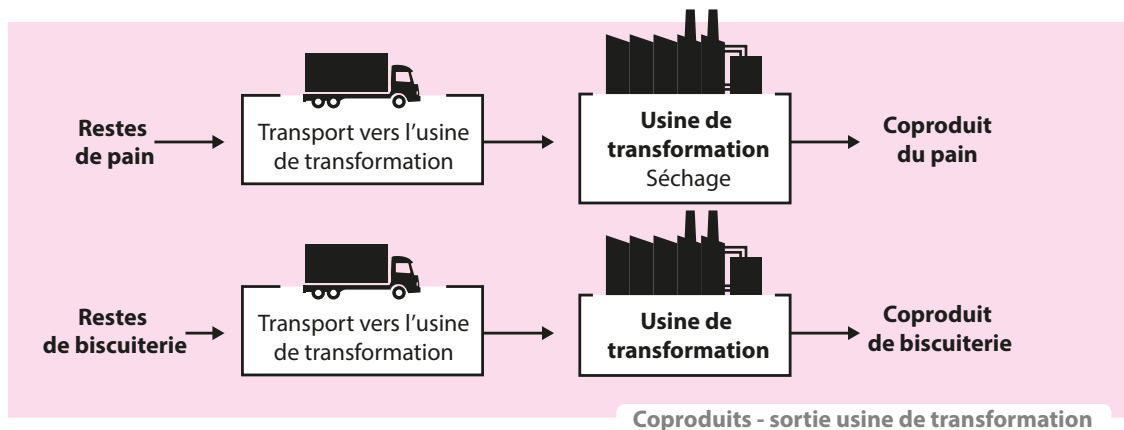 Restes
de pain
Transport vers l'usine
de transformation
Usine de
transformation
Séchage
Coproduit
du pain
Restes
de biscuiterie
Transport vers l'usine
de transformation
Usine de
transformation
Coproduit
de biscuiterie
Coproduits - sortie usine de transformation